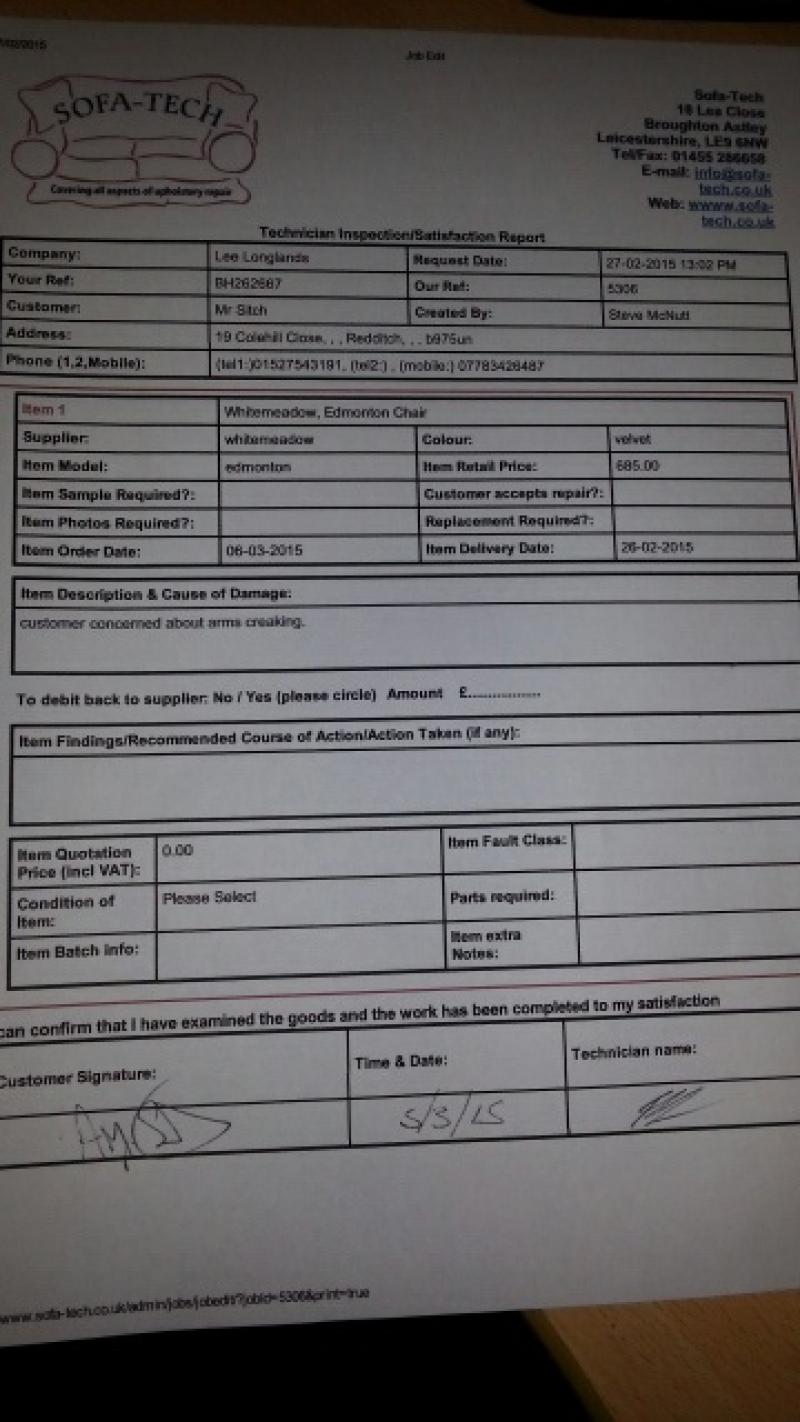 /02/2015
Job Edit
SOFA-TECH
Covering all aspects of upholstery repair
Sofa-Tech
18 Lea Close
Broughton Astley
Leicestershire, LE9 6NW
Tel/Fax: 01455 286658
E-mail: info@sofa-
tech.co.uk
Web: wwww.sofa-
tech.co.uk
Technician Inspection/Satisfaction Report
Company: Lee Longlands Request Date: 27-02-2015 13:02 PM
Your Ref: BH262667 Our Ref: 5306
Customer: Mr Sitch Created By: Steve McNutt
Address: 19 Colehill Close, , , Redditch, , , b975un
Phone (1,2,Mobile): (tel1:)01527543191, (tel2:) , (mobile:) 07783426487
Item 1 Whitemeadow, Edmonton Chair
Supplier: whitemeadow Colour: velvet
Item Model: edmonton Item Retail Price: 685.00
Item Sample Required?: Customer accepts repair?:
Item Photos Required?: Replacement Required?:
Item Order Date: 06-03-2015 Item Delivery Date: 26-02-2015
Item Description & Cause of Damage:
customer concerned about arms creaking.
To debit back to supplier: No / Yes (please circle) Amount £................
Item Findings/Recommended Course of Action/Action Taken (if any):
Item Quotation Price (incl VAT): 0.00 Item Fault Class:
Condition of Item: Please Select Parts required:
Item Batch info: Item extra Notes:
can confirm that I have examined the goods and the work has been completed to my satisfaction
Customer Signature: Time & Date: Technician name:
5/3/15
www.sofa-tech.co.uk/admin/jobs/jobedit/?jobid=5306&print=true